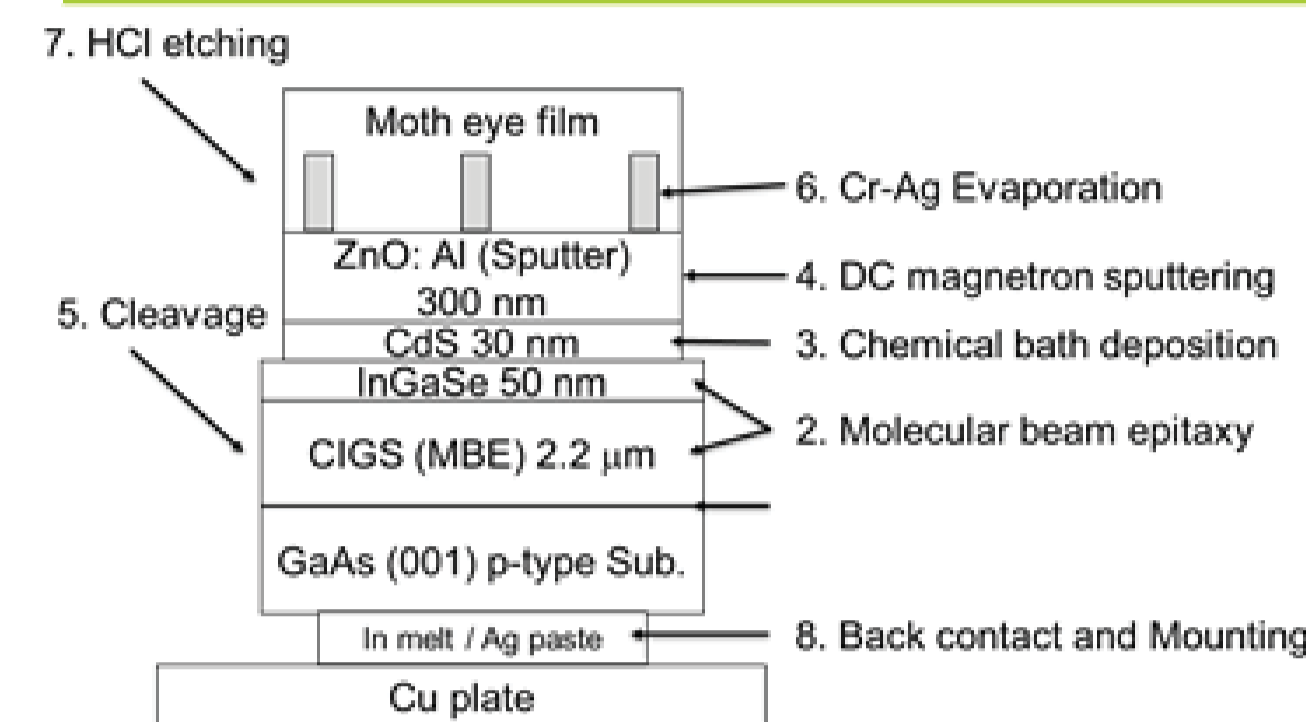 7. HCl etching
Moth eye film
6. Cr-Ag Evaporation
ZnO: Al (Sputter)
300 nm
4. DC magnetron sputtering
5. Cleavage
CdS 30 nm
3. Chemical bath deposition
InGaSe 50 nm
2. Molecular beam epitaxy
CIGS (MBE) 2.2 μm
GaAs (001) p-type Sub.
In melt / Ag paste
8. Back contact and Mounting
Cu plate